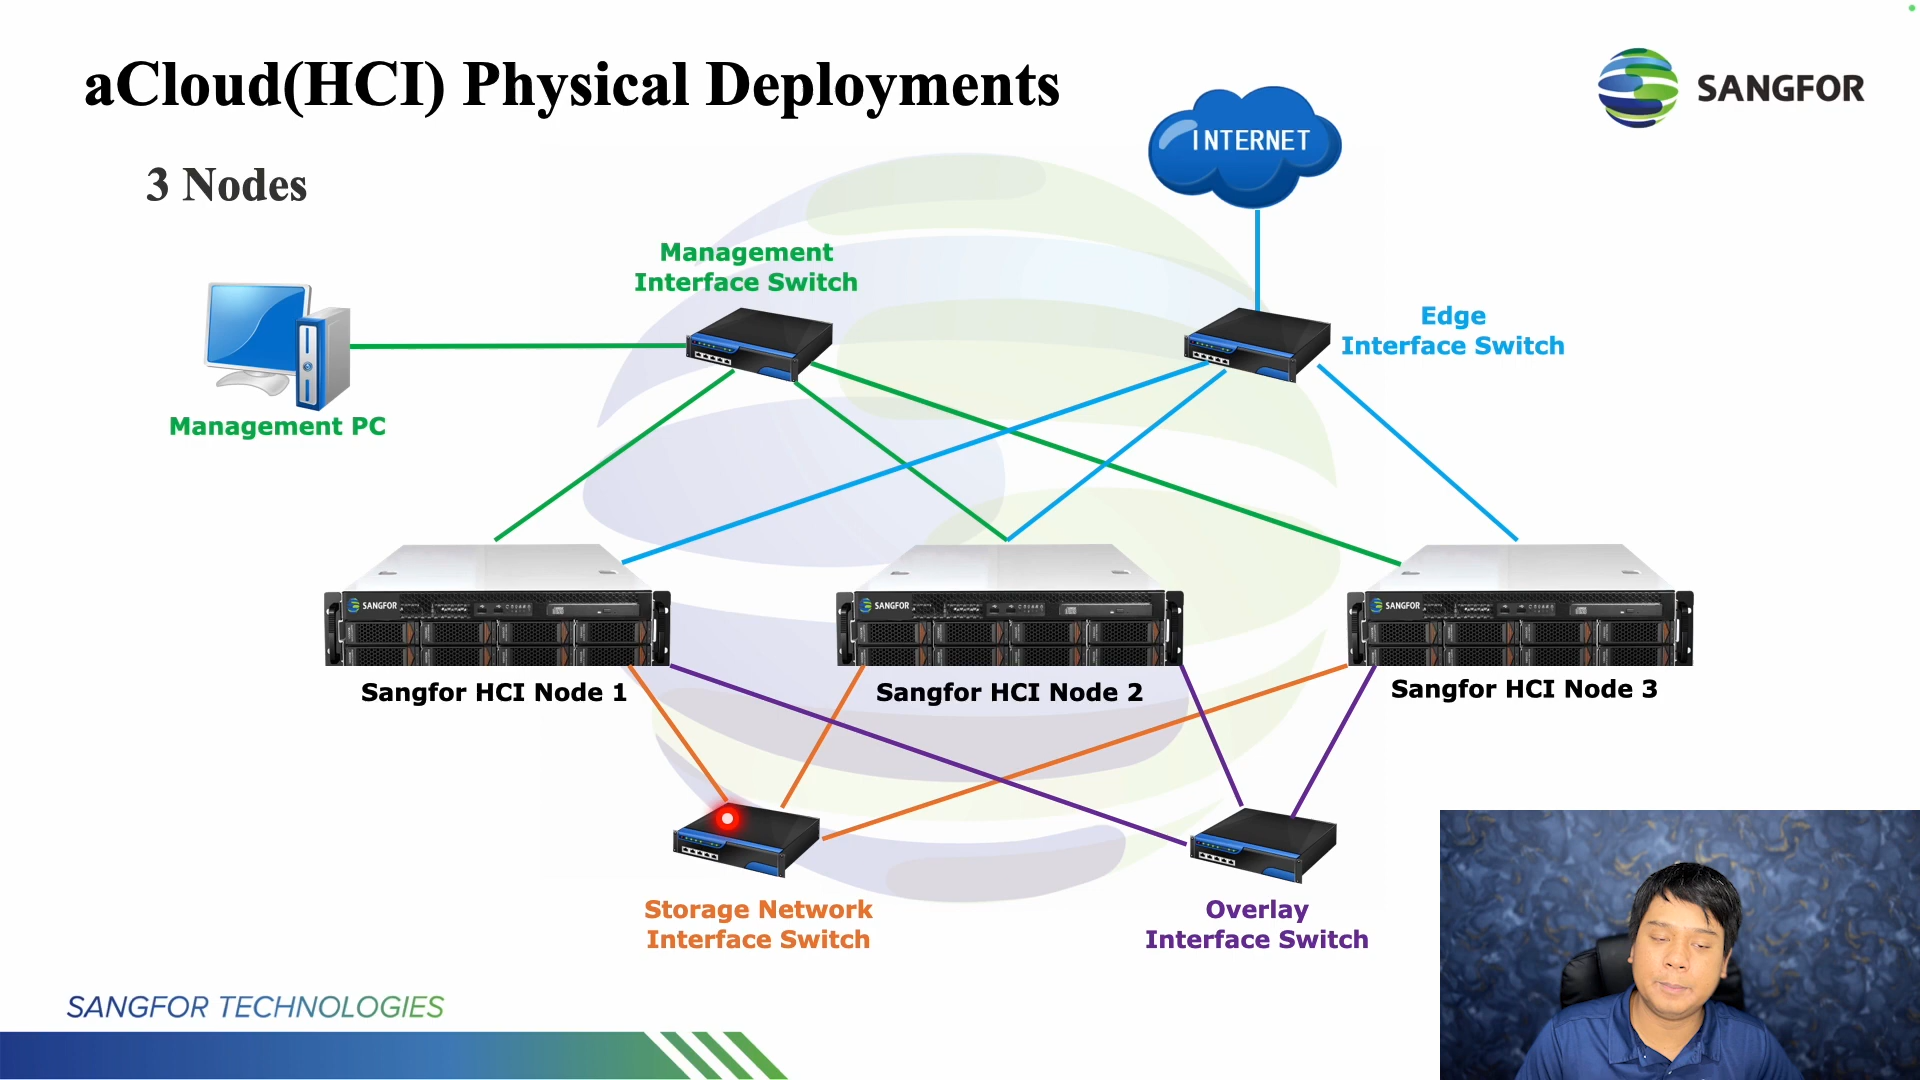 aCloud(HCI) Physical Deployments
SANGFOR
3 Nodes
INTERNET
Management
Interface Switch
Edge
Interface Switch
Management PC
SANGFOR
SANGFOR
SANGFOR
Sangfor HCI Node 1
Sangfor HCI Node 2
Sangfor HCI Node 3
Storage Network
Interface Switch
Overlay
Interface Switch
SANGFOR TECHNOLOGIES